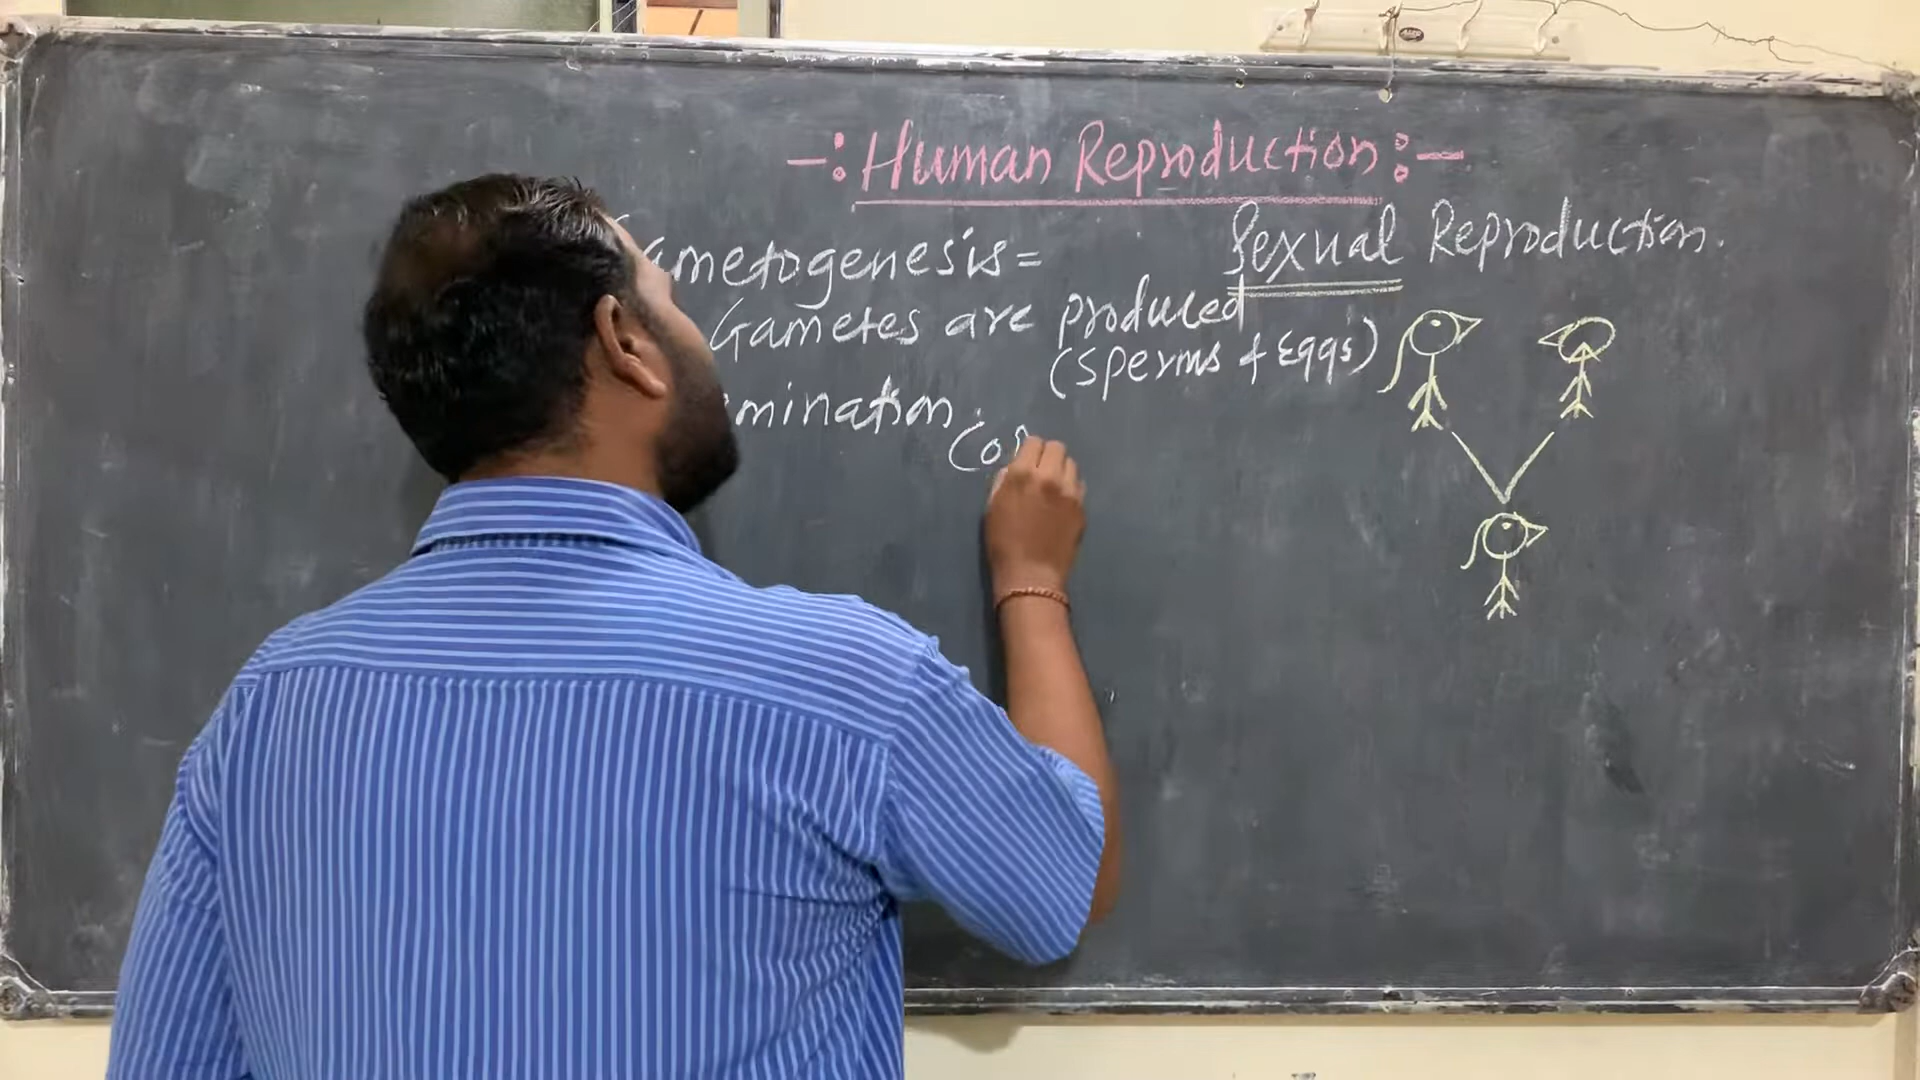 -: Human Reproduction :-
Sexual Reproduction.
ametogenesis =
Gametes are produced
(Sperms + Eggs)
mination.
(o